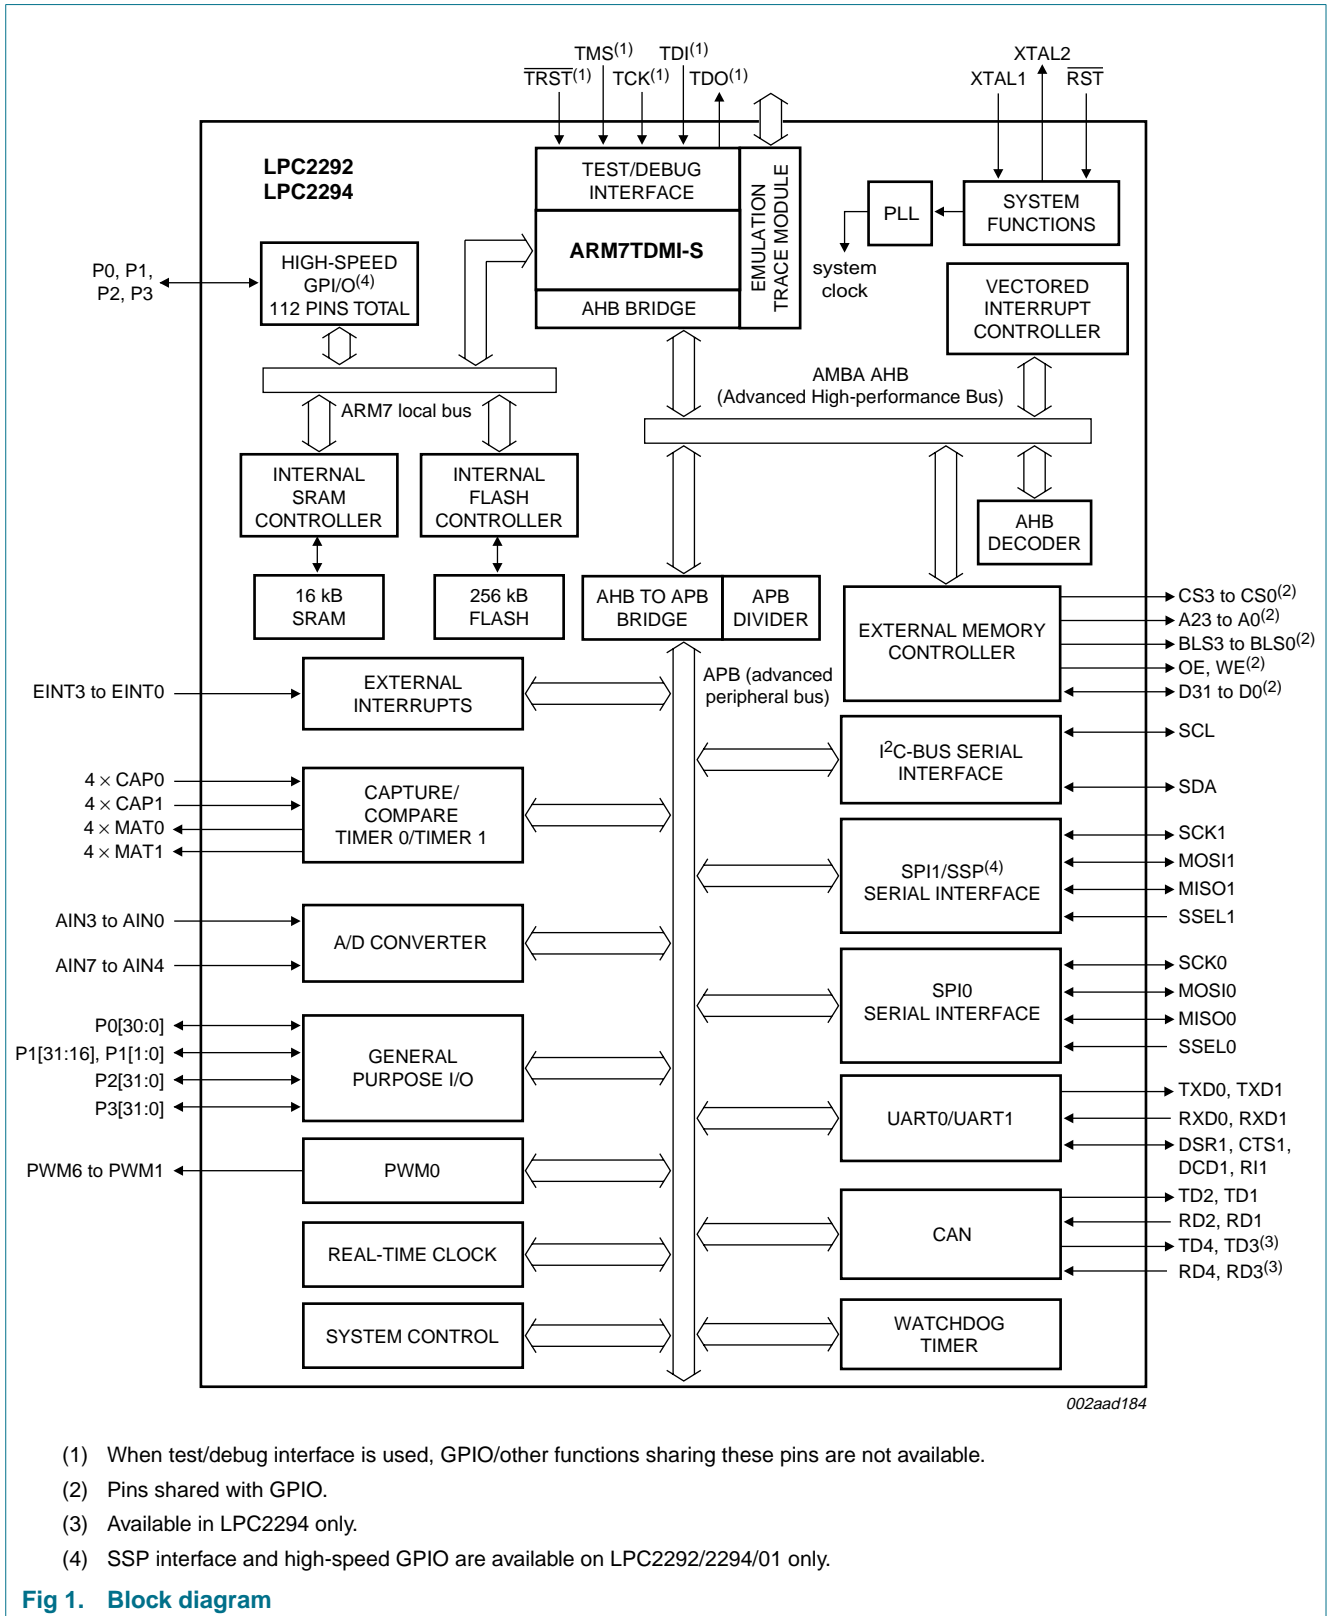 TMS(1) TDI(1) XTAL2
TRST(1) TCK(1) TDO(1) XTAL1 RST
LPC2292
LPC2294
TEST/DEBUG
INTERFACE
ARM7TDMI-S
AHB BRIDGE
EMULATION
TRACE MODULE
PLL
SYSTEM
FUNCTIONS
system
clock
P0, P1,
P2, P3
HIGH-SPEED
GPI/O(4)
112 PINS TOTAL
VECTORED
INTERRUPT
CONTROLLER
AMBA AHB
(Advanced High-performance Bus)
ARM7 local bus
INTERNAL
SRAM
CONTROLLER
INTERNAL
FLASH
CONTROLLER
AHB
DECODER
16 kB
SRAM
256 kB
FLASH
AHB TO APB
BRIDGE
APB
DIVIDER
EXTERNAL MEMORY
CONTROLLER
CS3 to CS0(2)
A23 to A0(2)
BLS3 to BLS0(2)
OE, WE(2)
D31 to D0(2)
APB (advanced
peripheral bus)
EINT3 to EINT0
EXTERNAL
INTERRUPTS
I2C-BUS SERIAL
INTERFACE
SCL
SDA
4 × CAP0
4 × CAP1
4 × MAT0
4 × MAT1
CAPTURE/
COMPARE
TIMER 0/TIMER 1
SPI1/SSP(4)
SERIAL INTERFACE
SCK1
MOSI1
MISO1
SSEL1
AIN3 to AIN0
AIN7 to AIN4
A/D CONVERTER
SPI0
SERIAL INTERFACE
SCK0
MOSI0
MISO0
SSEL0
P0[30:0]
P1[31:16], P1[1:0]
P2[31:0]
P3[31:0]
GENERAL
PURPOSE I/O
UART0/UART1
TXD0, TXD1
RXD0, RXD1
DSR1, CTS1,
DCD1, RI1
PWM6 to PWM1
PWM0
CAN
TD2, TD1
RD2, RD1
TD4, TD3(3)
RD4, RD3(3)
REAL-TIME CLOCK
SYSTEM CONTROL
WATCHDOG
TIMER
002aad184
(1) When test/debug interface is used, GPIO/other functions sharing these pins are not available.
(2) Pins shared with GPIO.
(3) Available in LPC2294 only.
(4) SSP interface and high-speed GPIO are available on LPC2292/2294/01 only.
Fig 1. Block diagram